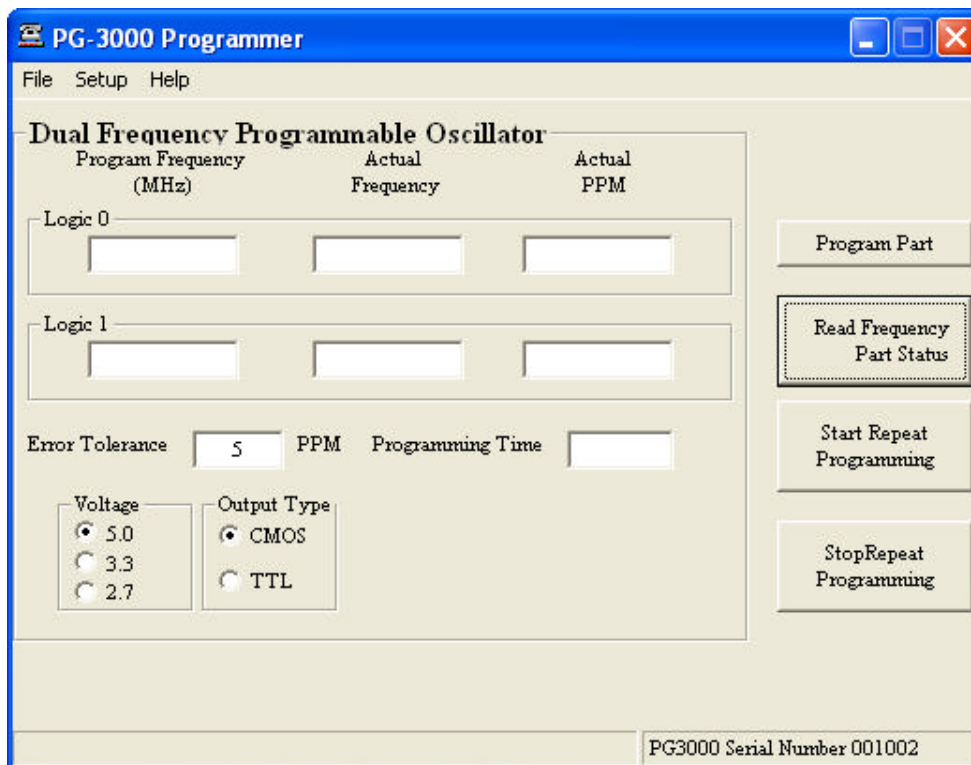 PG-3000 Programmer
File Setup Help
Dual Frequency Programmable Oscillator
Program Frequency
(MHz)
Actual
Frequency
Actual
PPM
Logic 0
Logic 1
Error Tolerance 5 PPM Programming Time
Voltage
5.0
3.3
2.7
Output Type
CMOS
TTL
Program Part
Read Frequency
Part Status
Start Repeat
Programming
StopRepeat
Programming
PG3000 Serial Number 001002